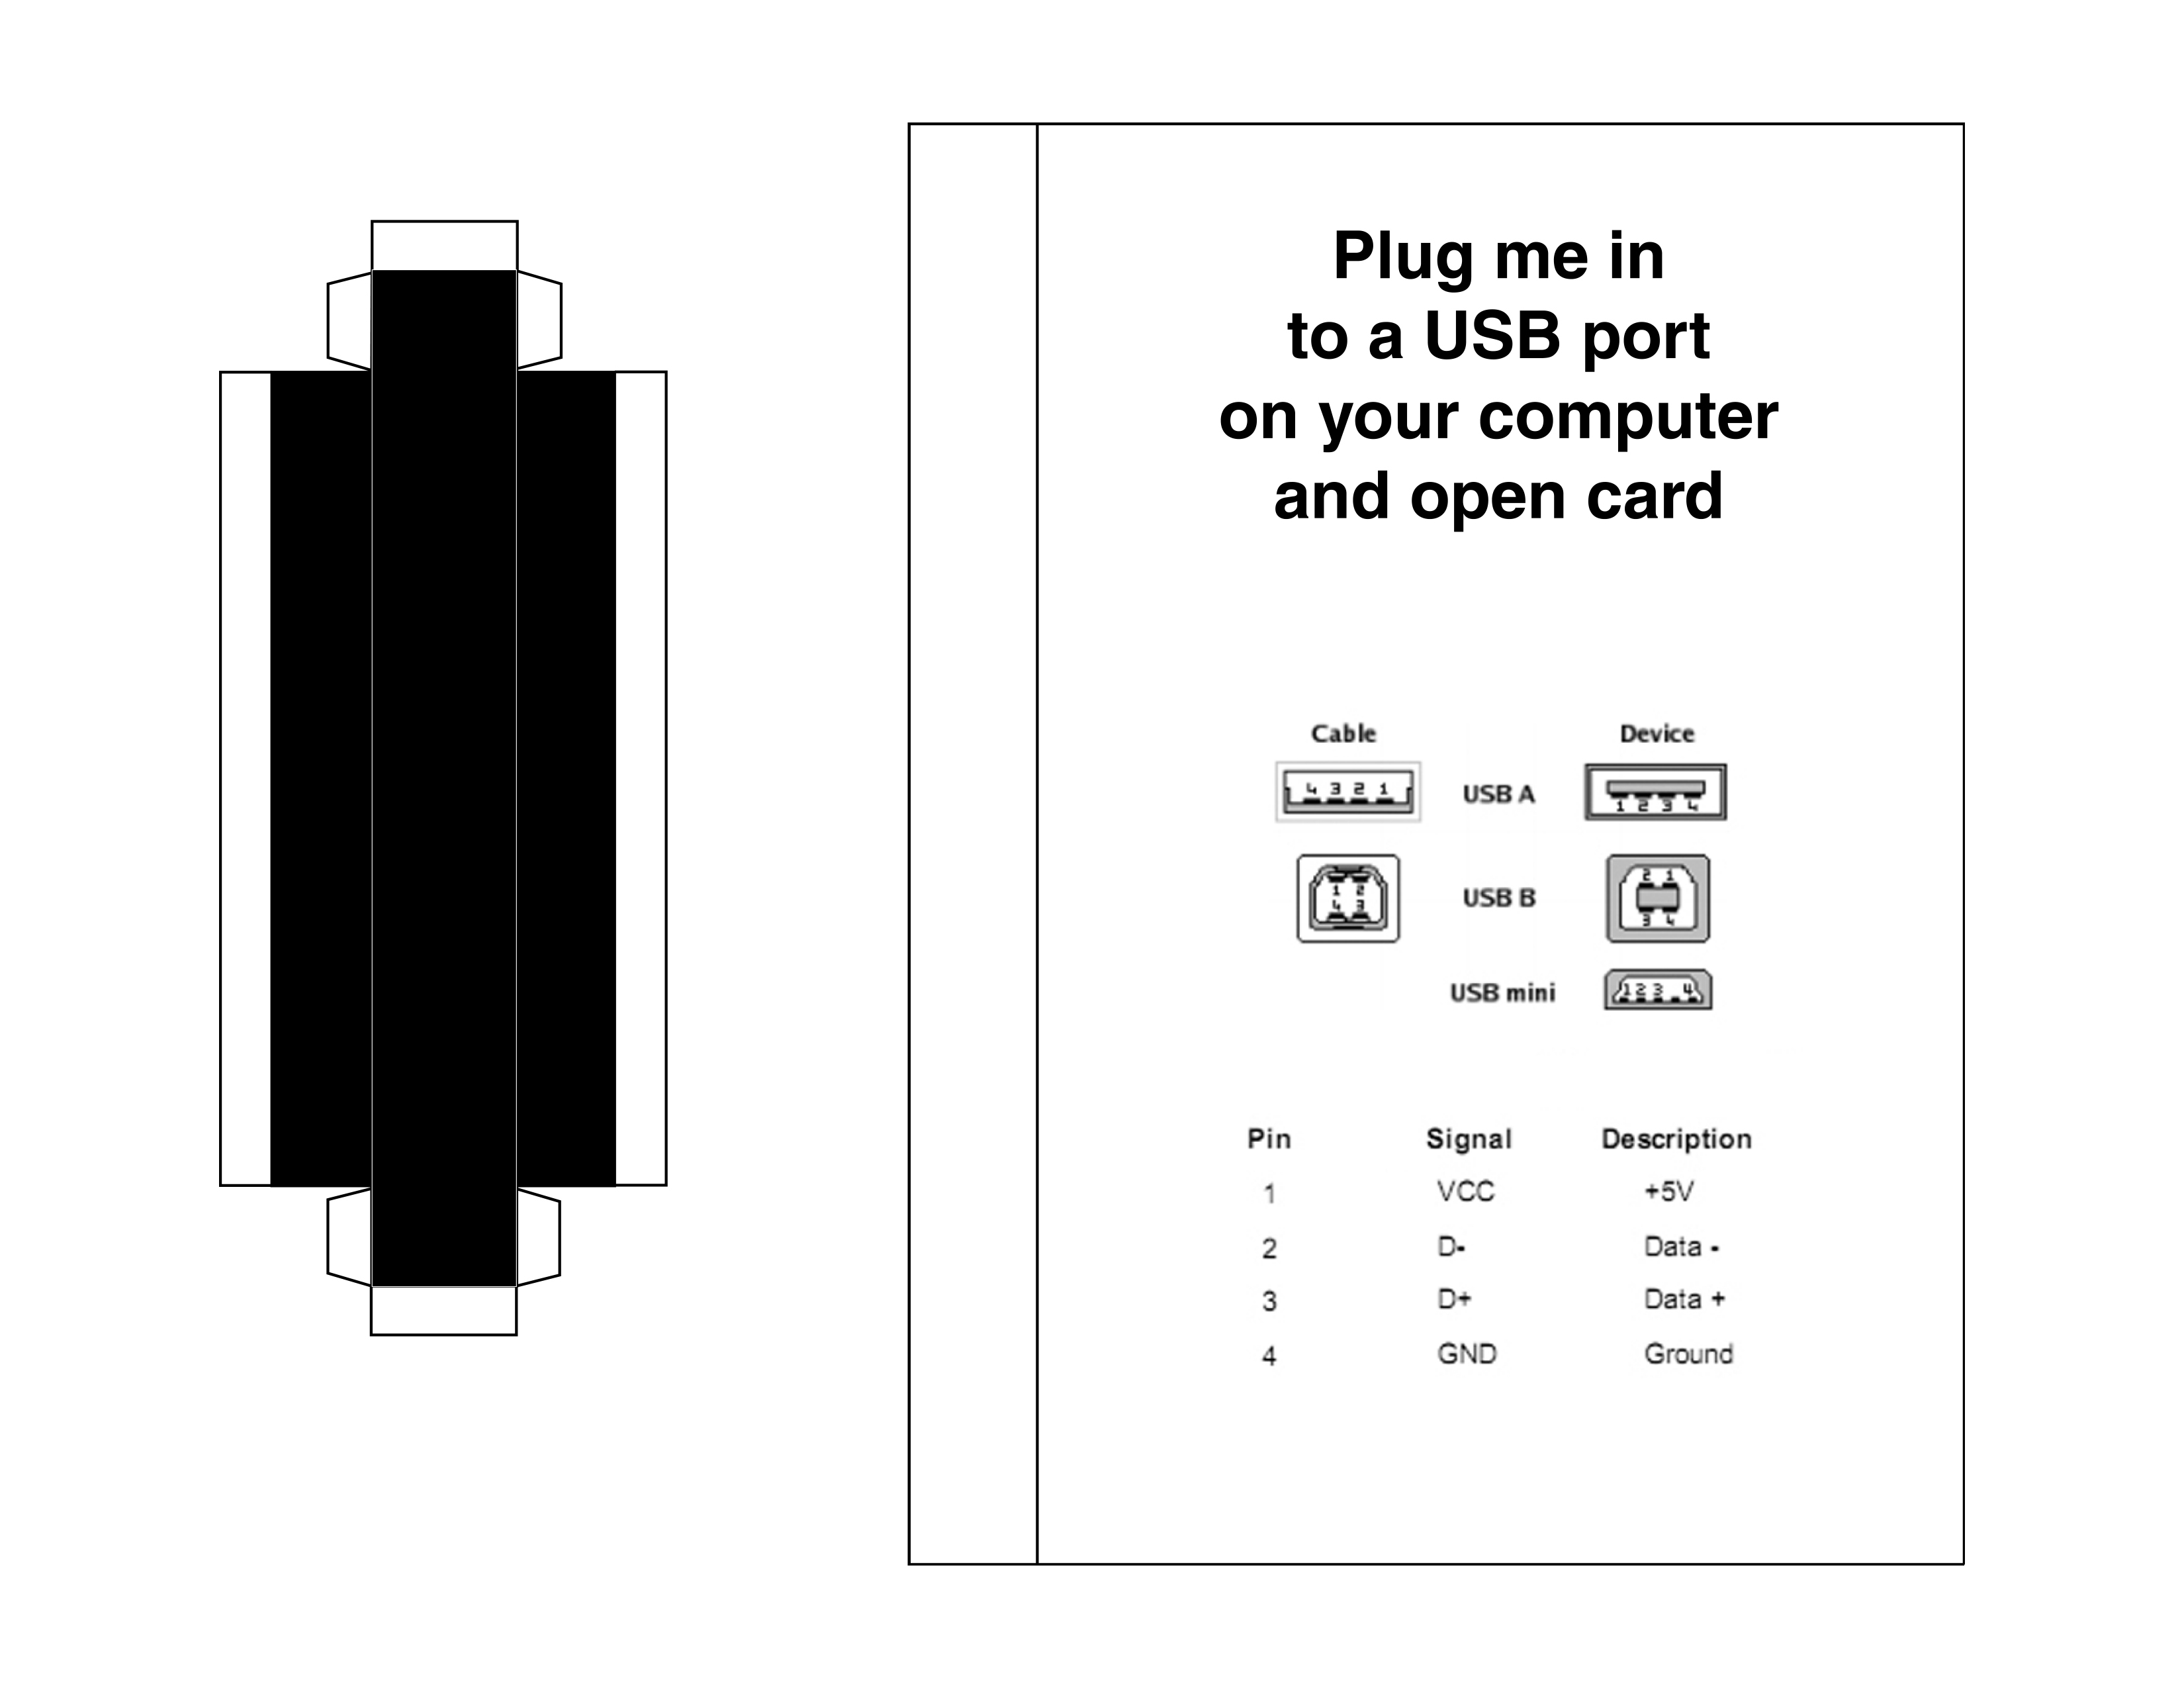 Plug me in
to a USB port
on your computer
and open card
Cable Device
4 3 2 1 USB A 1 2 3 4
1 2 USB B 2 1
4 3 3 4
USB mini 1 2 3 4
Pin Signal Description
1 VCC +5V
2 D- Data -
3 D+ Data +
4 GND Ground